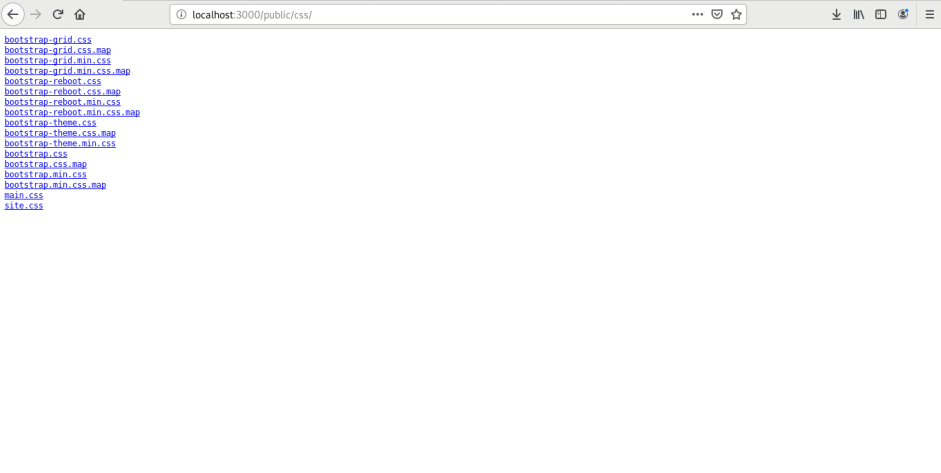 localhost:3000/public/css/
bootstrap-grid.css
bootstrap-grid.css.map
bootstrap-grid.min.css
bootstrap-grid.min.css.map
bootstrap-reboot.css
bootstrap-reboot.css.map
bootstrap-reboot.min.css
bootstrap-reboot.min.css.map
bootstrap-theme.css
bootstrap-theme.css.map
bootstrap-theme.min.css
bootstrap.css
bootstrap.css.map
bootstrap.min.css
bootstrap.min.css.map
main.css
site.css